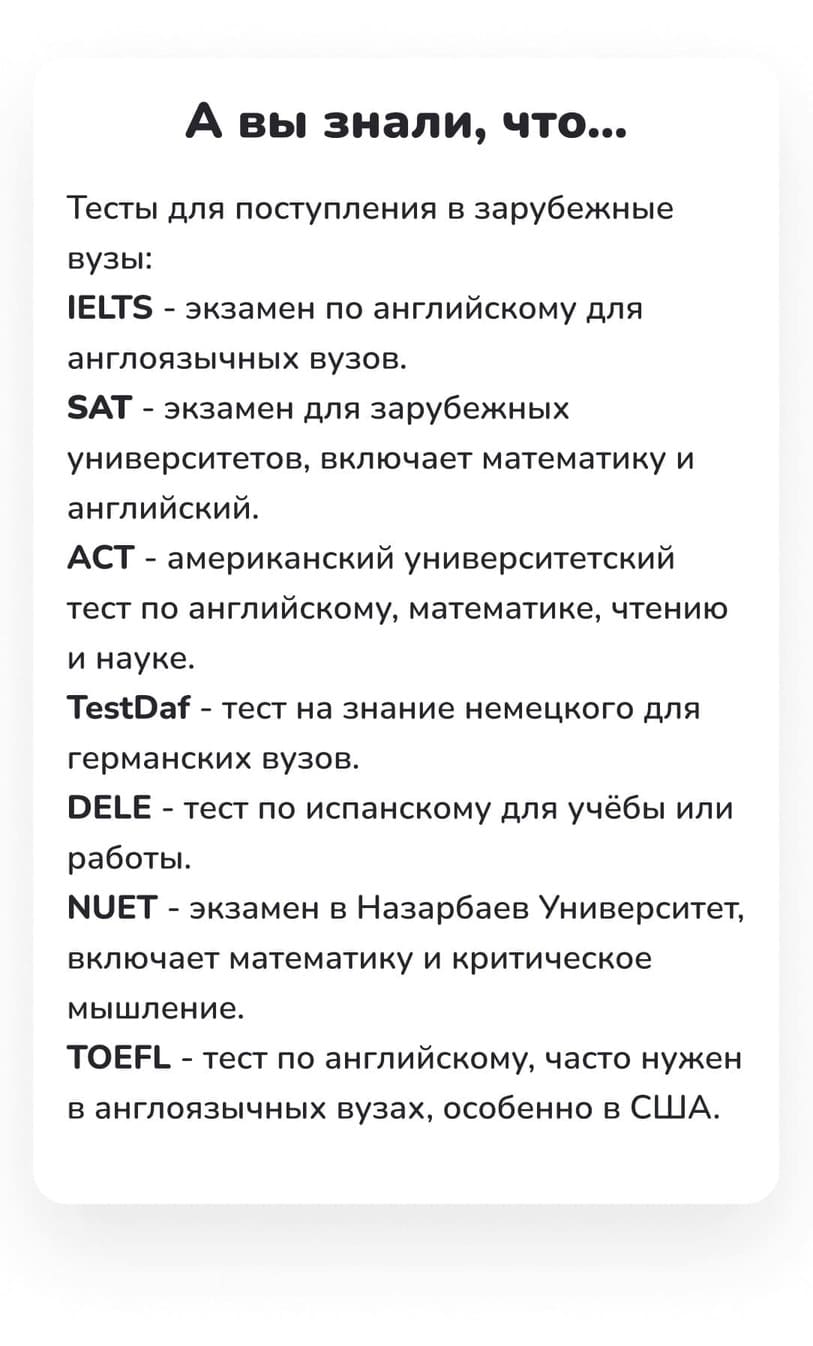 А вы знали, что...
Тесты для поступления в зарубежные
вузы:
IELTS - экзамен по английскому для
англоязычных вузов.
SAT - экзамен для зарубежных
университетов, включает математику и
английский.
ACT - американский университетский
тест по английскому, математике, чтению
и науке.
TestDaf - тест на знание немецкого для
германских вузов.
DELE - тест по испанскому для учёбы или
работы.
NUET - экзамен в Назарбаев Университет,
включает математику и критическое
мышление.
TOEFL - тест по английскому, часто нужен
в англоязычных вузах, особенно в США.